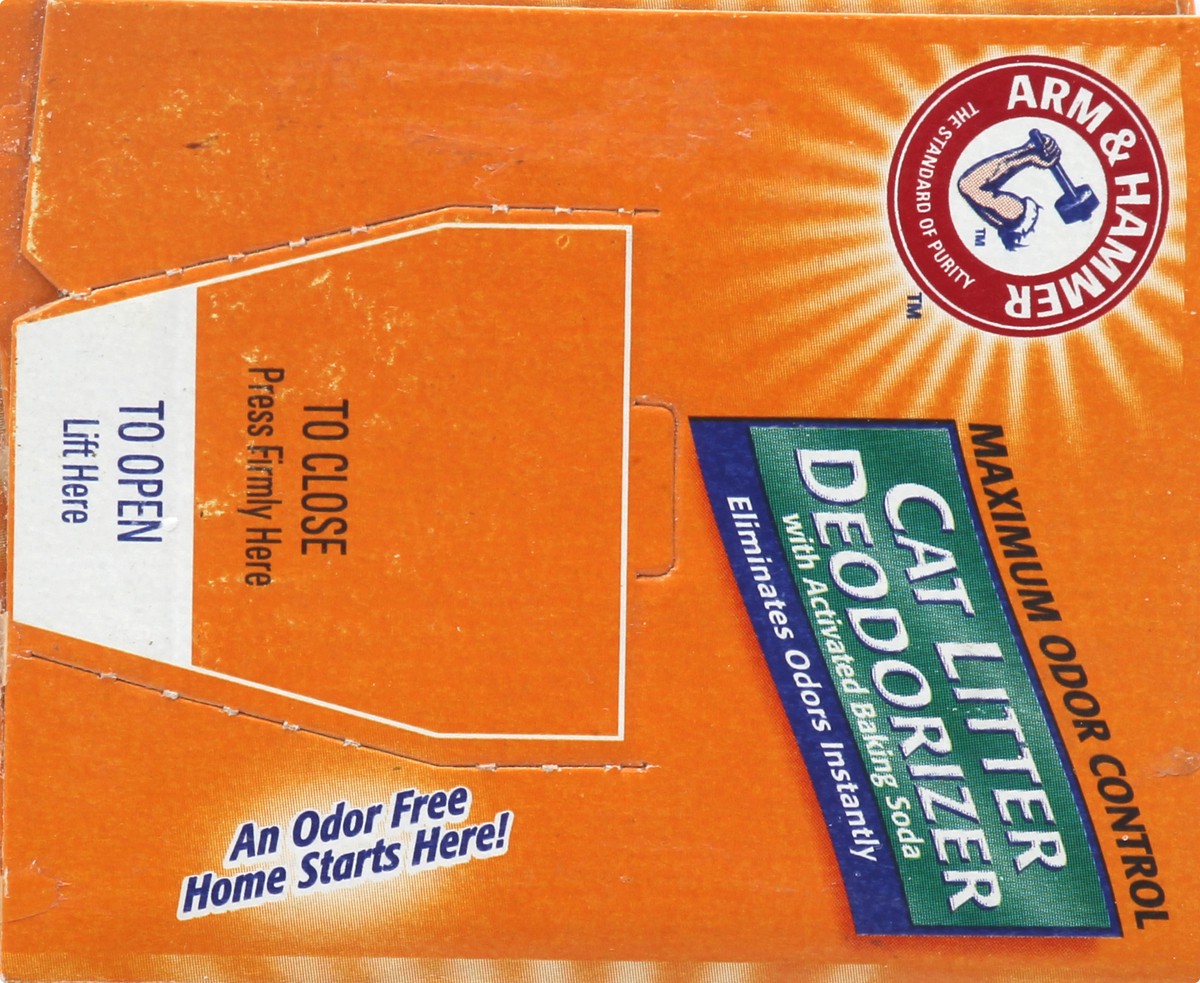 ARM & HAMMER
THE STANDARD OF PURITY
TM
TM
MAXIMUM ODOR CONTROL
CAT LITTER
DEODORIZER
with Activated Baking Soda
Eliminates Odors Instantly
TO CLOSE
Press Firmly Here
TO OPEN
Lift Here
An Odor Free
Home Starts Here!